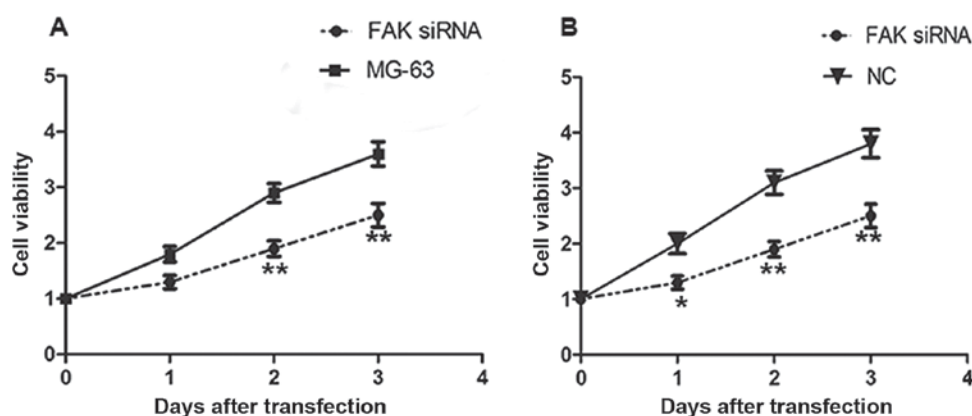 A
FAK siRNA
MG-63
5
4
3
2
1
0
Cell viability
**
**
0 1 2 3 4
Days after transfection
B
FAK siRNA
NC
5
4
3
2
1
0
Cell viability
*
**
**
0 1 2 3 4
Days after transfection